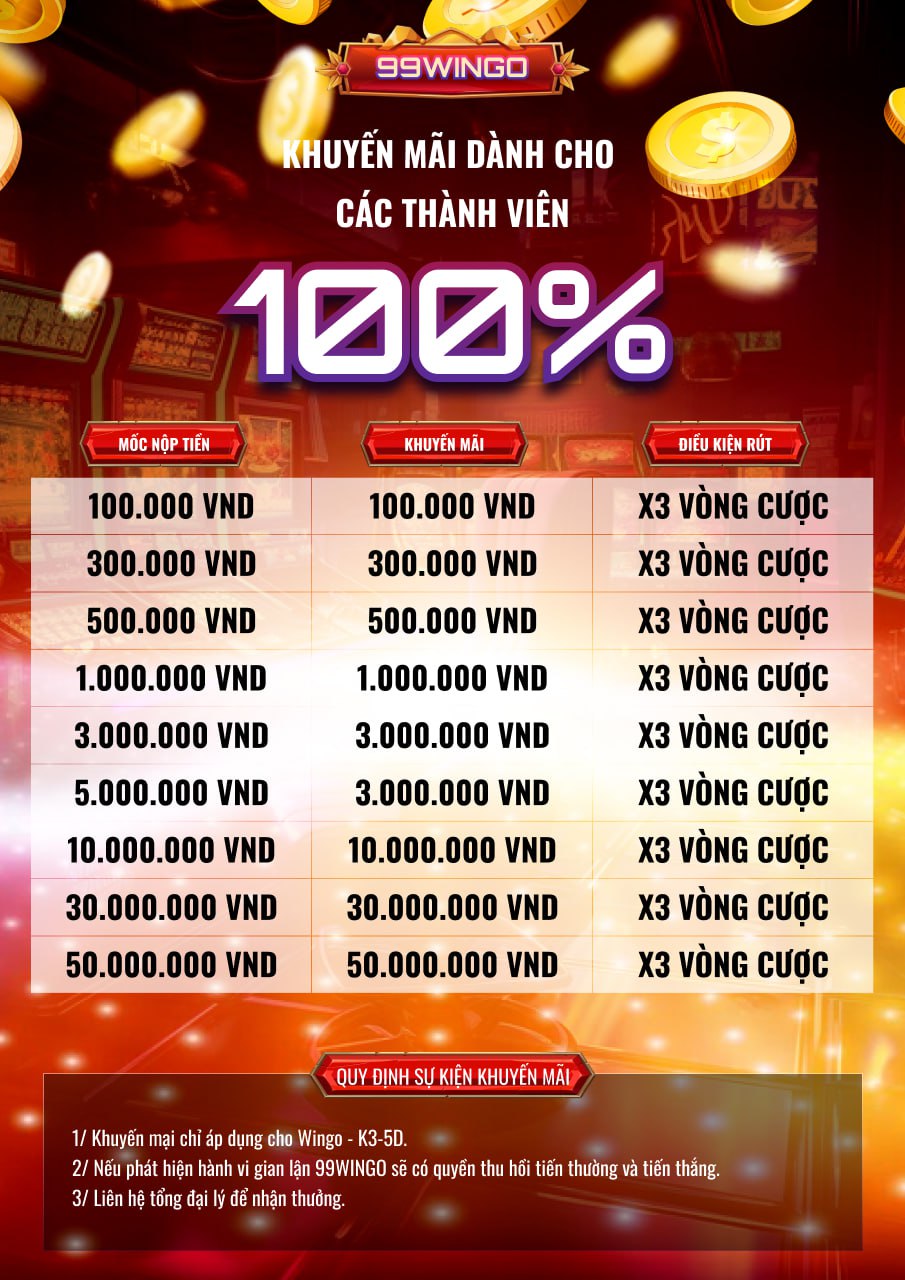 99WINGO
KHUYẾN MÃI DÀNH CHO
CÁC THÀNH VIÊN
100%
MỐC NỘP TIỀN KHUYẾN MÃI ĐIỀU KIỆN RÚT
100.000 VND 100.000 VND X3 VÒNG CƯỢC
300.000 VND 300.000 VND X3 VÒNG CƯỢC
500.000 VND 500.000 VND X3 VÒNG CƯỢC
1.000.000 VND 1.000.000 VND X3 VÒNG CƯỢC
3.000.000 VND 3.000.000 VND X3 VÒNG CƯỢC
5.000.000 VND 3.000.000 VND X3 VÒNG CƯỢC
10.000.000 VND 10.000.000 VND X3 VÒNG CƯỢC
30.000.000 VND 30.000.000 VND X3 VÒNG CƯỢC
50.000.000 VND 50.000.000 VND X3 VÒNG CƯỢC
QUY ĐỊNH SỰ KIỆN KHUYẾN MÃI
1/ Khuyến mại chỉ áp dụng cho Wingo - K3-5D.
2/ Nếu phát hiện hành vi gian lận 99WINGO sẽ có quyền thu hồi tiến thường và tiến thắng.
3/ Liên hệ tổng đại lý để nhận thưởng.